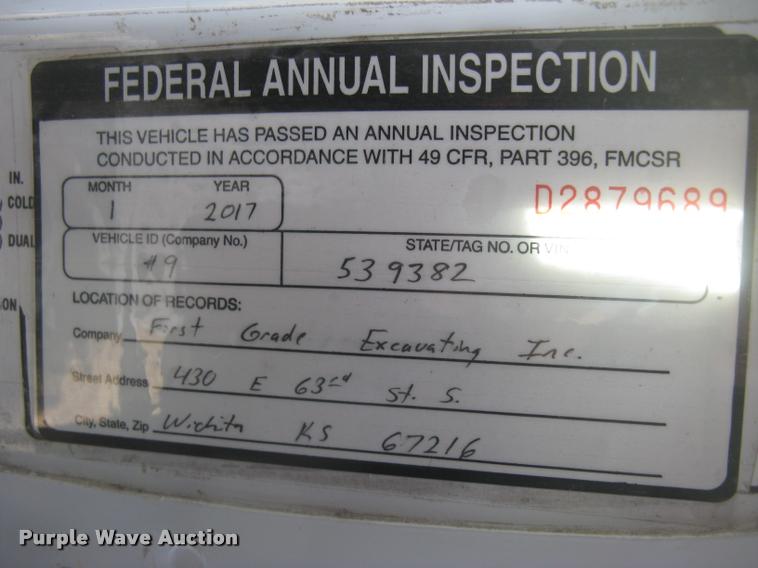 FEDERAL ANNUAL INSPECTION
THIS VEHICLE HAS PASSED AN ANNUAL INSPECTION
CONDUCTED IN ACCORDANCE WITH 49 CFR, PART 396, FMCSR
IN.
COLD
DUAL
ON
MONTH YEAR
1 2017
D2879689
VEHICLE ID (Company No.) STATE/TAG NO. OR VIN
#9 539382
LOCATION OF RECORDS:
Company First Grade Excavating Inc.
Street Address 430 E 63rd St. S.
City, State, Zip Wichita KS 67216
Purple Wave Auction